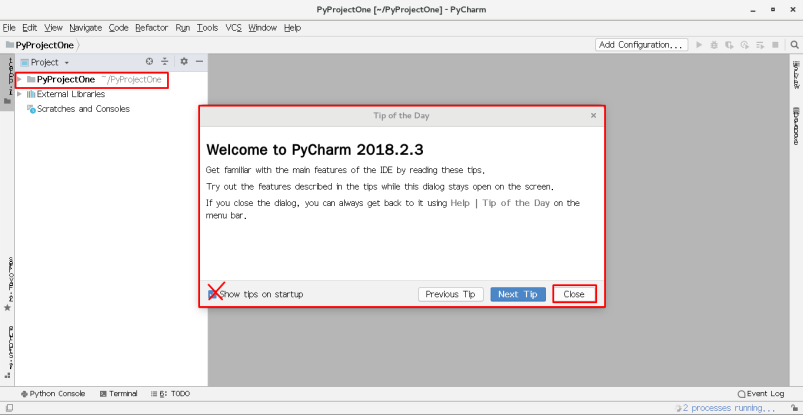 PyProjectOne [~/PyProjectOne] - PyCharm
File Edit View Navigate Code Refactor Run Tools VCS Window Help
PyProjectOne
Add Configuration...
Project
PyProjectOne ~/PyProjectOne
External Libraries
Scratches and Consoles
Tip of the Day
Welcome to PyCharm 2018.2.3
Get familiar with the main features of the IDE by reading these tips.
Try out the features described in the tips while this dialog stays open on the screen.
If you close the dialog, you can always get back to it using Help | Tip of the Day on the
menu bar.
Show tips on startup
Previous Tip
Next Tip
Close
Python Console
Terminal
6: TODO
Event Log
2 processes running...